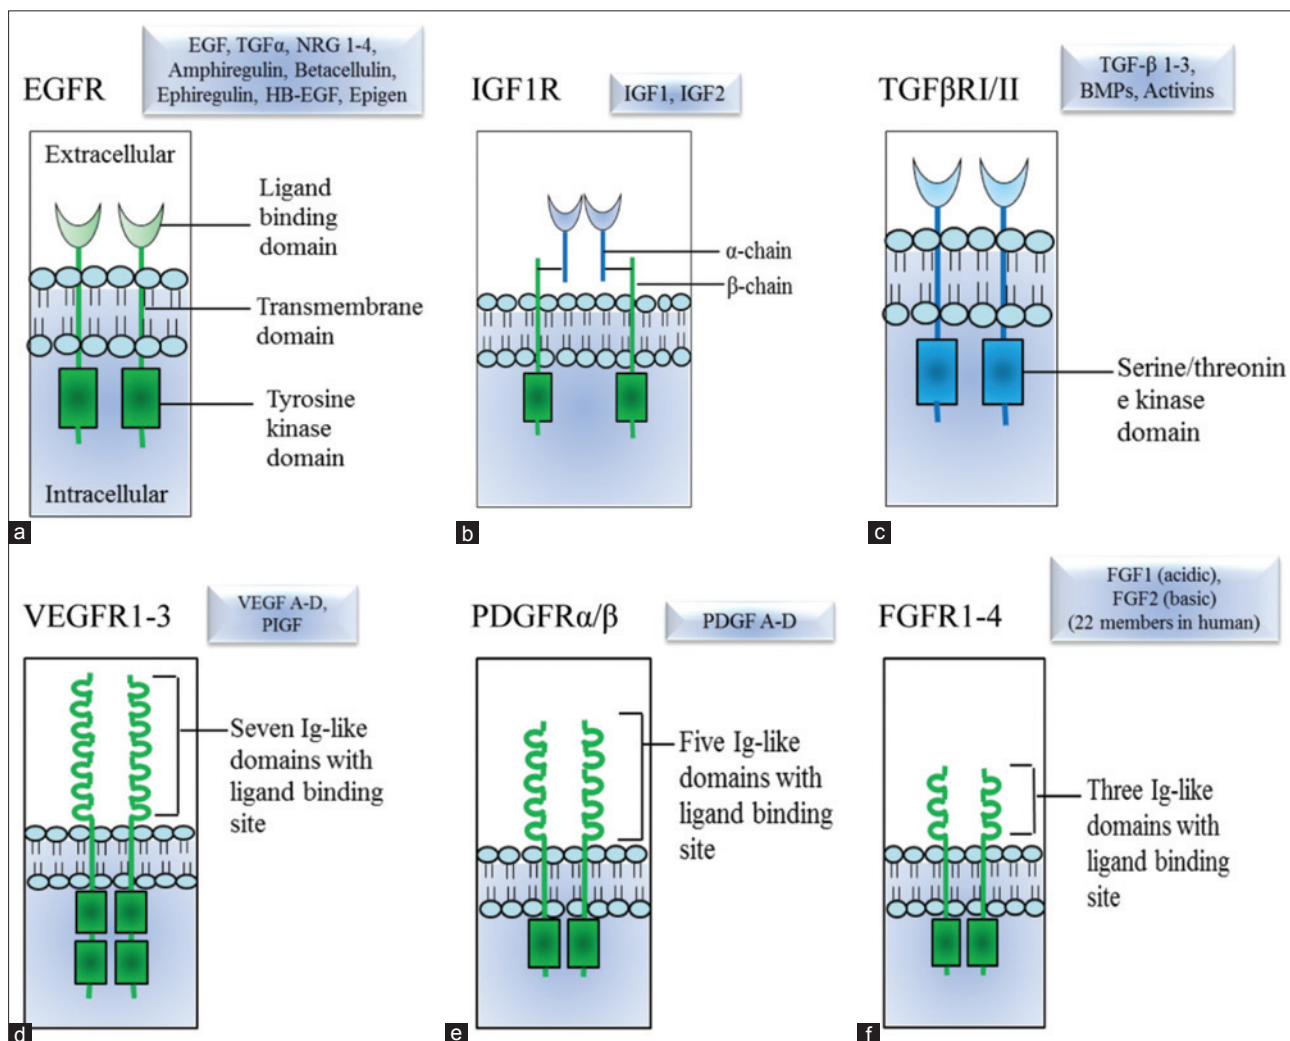 EGFR
EGF, TGFα, NRG 1-4,
Amphiregulin, Betacellulin,
Ephiregulin, HB-EGF, Epigen
Extracellular
Ligand
binding
domain
Transmembrane
domain
Tyrosine
kinase
domain
Intracellular
a
IGF1R
IGF1, IGF2
α-chain
β-chain
b
TGFβRI/II
TGF-β 1-3,
BMPs, Activins
Serine/threonin
e kinase
domain
c
VEGFR1-3
VEGF A-D,
PIGF
Seven Ig-like
domains with
ligand binding
site
d
PDGFRα/β
PDGF A-D
Five Ig-like
domains with
ligand binding
site
e
FGFR1-4
FGF1 (acidic),
FGF2 (basic)
(22 members in human)
Three Ig-like
domains with
ligand binding
site
f